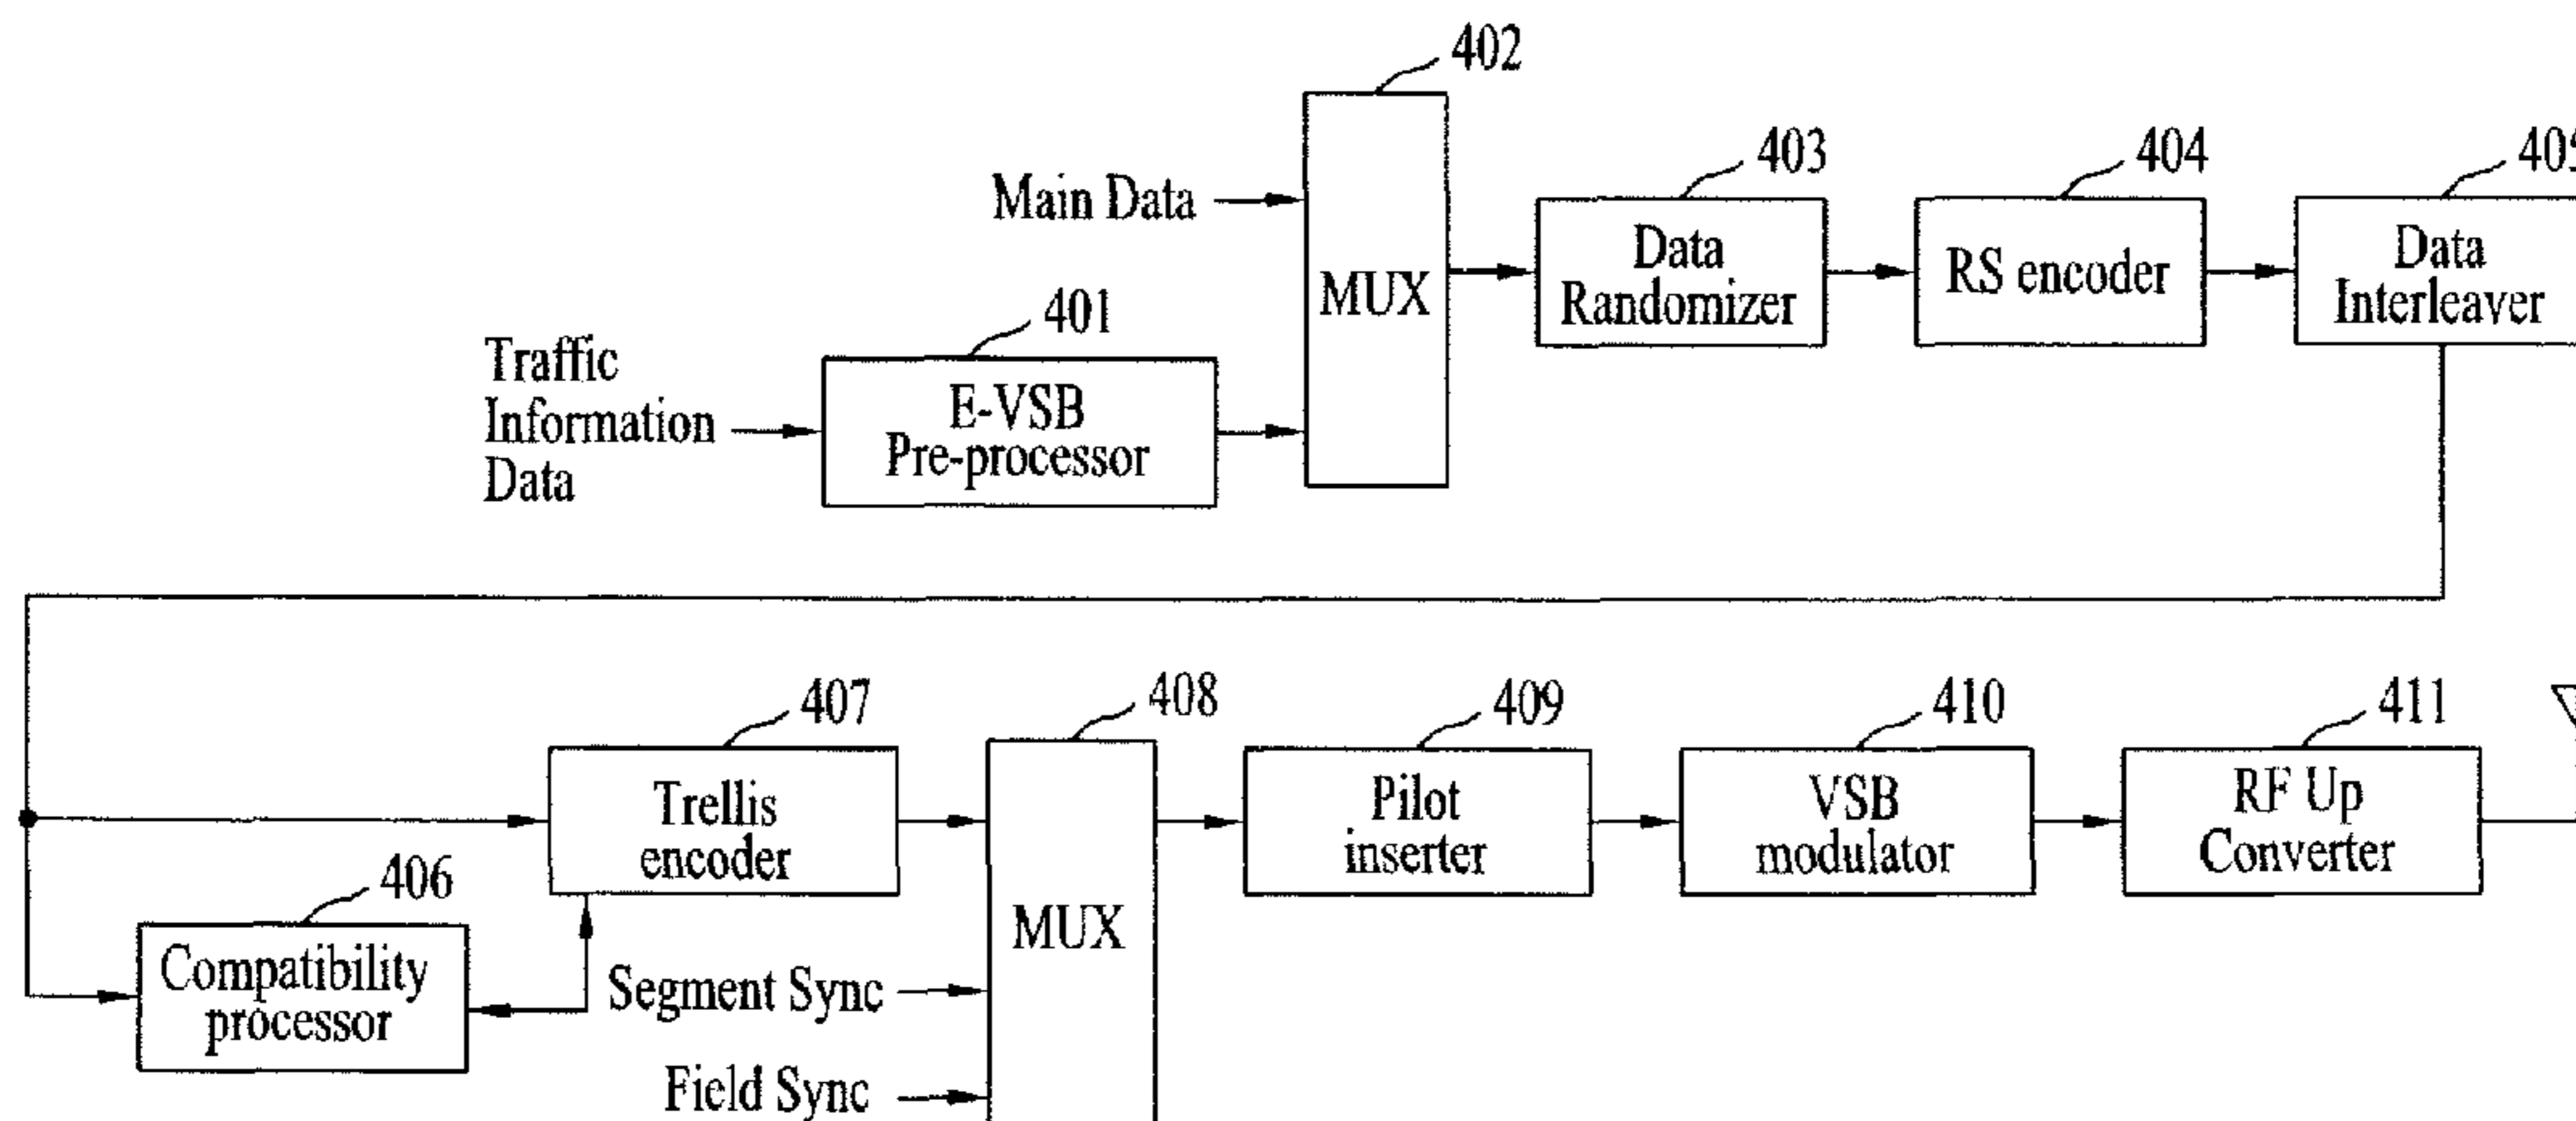 402
Main Data
MUX
403
Data
Randomizer
404
RS encoder
405
Data
Interleaver
401
Traffic
Information
Data
E-VSB
Pre-processor
407
Trellis
encoder
406
Compatibility
processor
408
MUX
Segment Sync
Field Sync
409
Pilot
inserter
410
VSB
modulator
411
RF Up
Converter